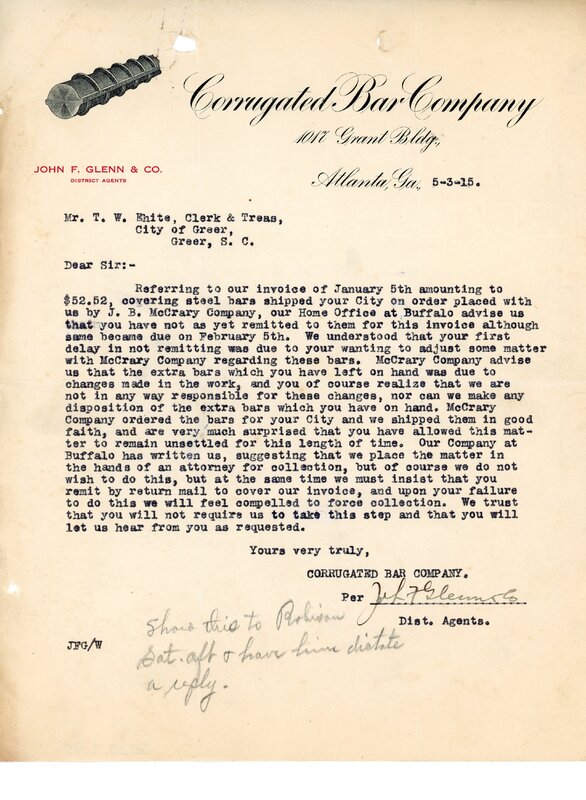 Corrugated Bar Company
1017 Grant Bldg.,
JOHN F. GLENN & CO.
DISTRICT AGENTS
Atlanta, Ga., 5-3-15.
Mr. T. W. Ehite, Clerk & Treas,
City of Greer,
Greer, S. C.
Dear Sir:-
Referring to our invoice of January 5th amounting to
$52.52, covering steel bars shipped your City on order placed with
us by J. B. McCrary Company, our Home Office at Buffalo advise us
that you have not as yet remitted to them for this invoice although
same became due on February 5th. We understood that your first
delay in not remitting was due to your wanting to adjust some matter
with McCrary Company regarding these bars. McCrary Company advise
us that the extra bars which you have left on hand was due to
changes made in the work, and you of course realize that we are
not in any way responsible for these changes, nor can we make any
disposition of the extra bars which you have on hand. McCrary
Company ordered the bars for your City and we shipped them in good
faith, and are very much surprised that you have allowed this mat-
ter to remain unsettled for this length of time. Our Company at
Buffalo has written us, suggesting that we place the matter in
the hands of an attorney for collection, but of course we do not
wish to do this, but at the same time we must insist that you
remit by return mail to cover our invoice, and upon your failure
to do this we will feel compelled to force collection. We trust
that you will not require us to take this step and that you will
let us hear from you as requested.
Yours very truly,
CORRUGATED BAR COMPANY.
Per Jno F Glenn & Co
Dist. Agents.
JFG/W
Show this to Robison
Sat. aft & have him dictate
a reply.